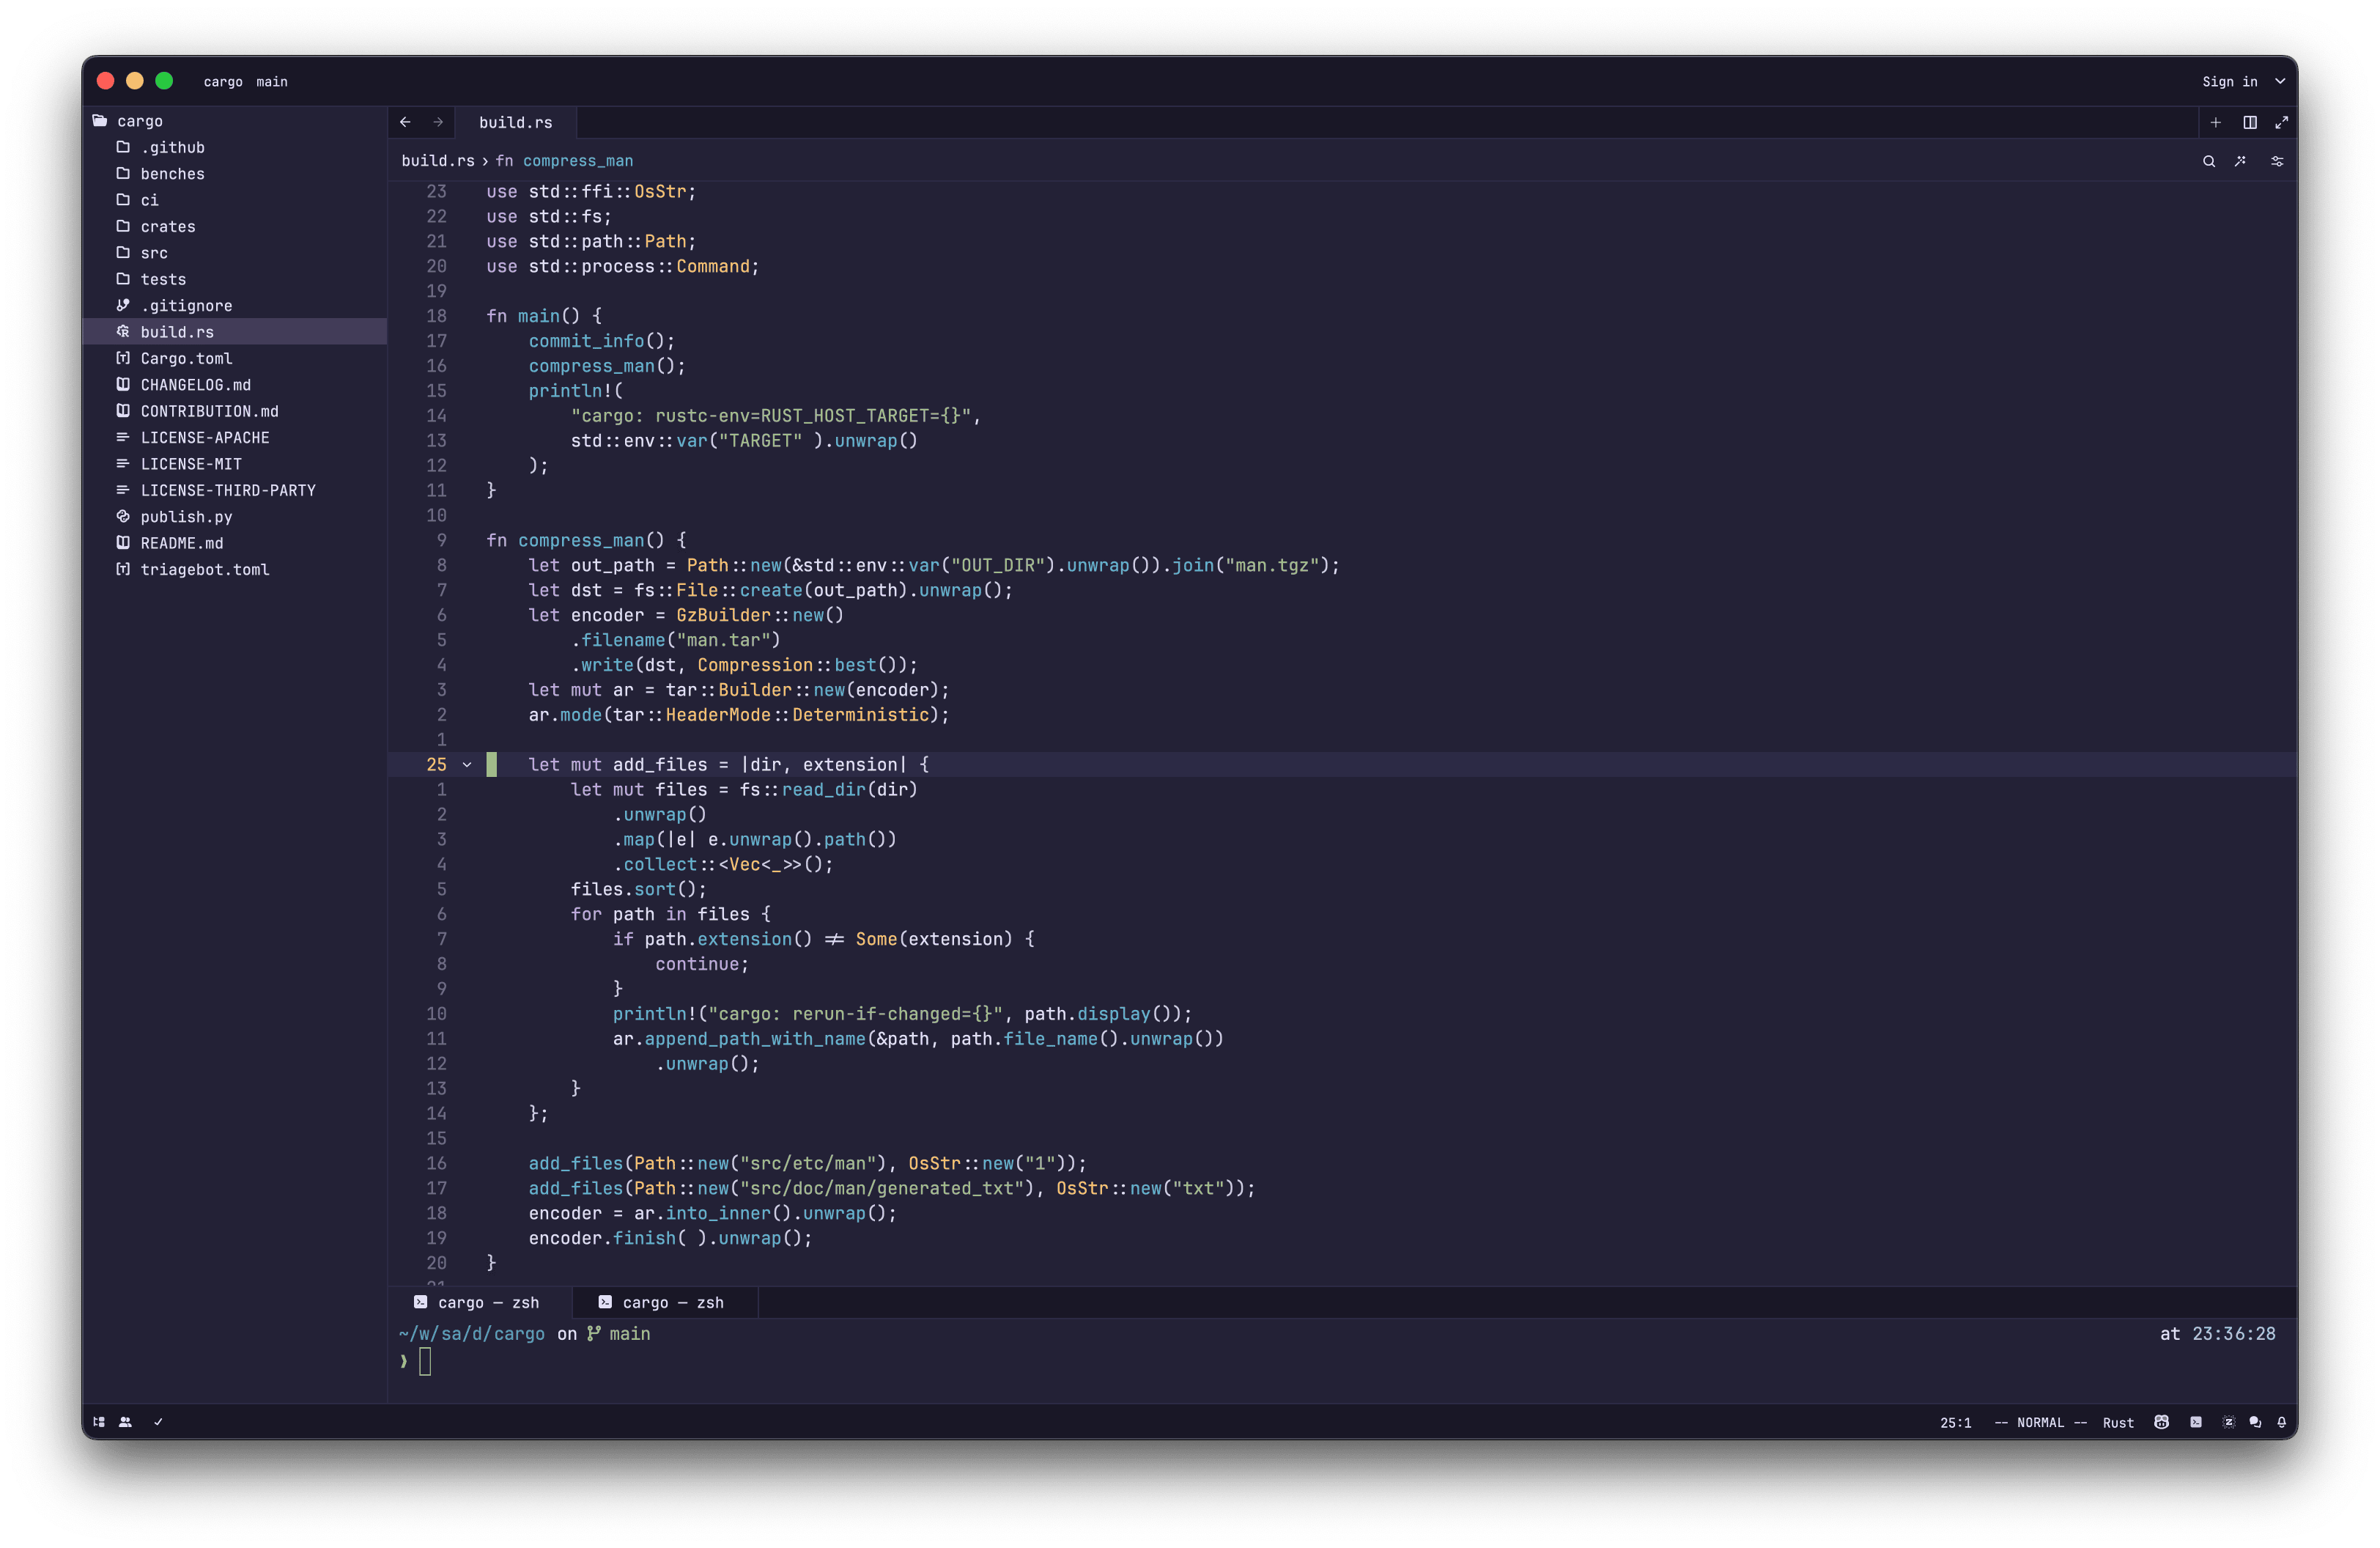 cargo main
Sign in
cargo
.github
benches
ci
crates
src
tests
.gitignore
build.rs
Cargo.toml
CHANGELOG.md
CONTRIBUTION.md
LICENSE-APACHE
LICENSE-MIT
LICENSE-THIRD-PARTY
publish.py
README.md
triagebot.toml
build.rs
build.rs › fn compress_man
23 use std::ffi::OsStr;
22 use std::fs;
21 use std::path::Path;
20 use std::process::Command;
19
18 fn main() {
17     commit_info();
16     compress_man();
15     println!(
14         "cargo: rustc-env=RUST_HOST_TARGET={}",
13         std::env::var("TARGET" ).unwrap()
12     );
11 }
10
9 fn compress_man() {
8     let out_path = Path::new(&std::env::var("OUT_DIR").unwrap()).join("man.tgz");
7     let dst = fs::File::create(out_path).unwrap();
6     let encoder = GzBuilder::new()
5         .filename("man.tar")
4         .write(dst, Compression::best());
3     let mut ar = tar::Builder::new(encoder);
2     ar.mode(tar::HeaderMode::Deterministic);
1
25     let mut add_files = |dir, extension| {
1         let mut files = fs::read_dir(dir)
2             .unwrap()
3             .map(|e| e.unwrap().path())
4             .collect::<Vec<_>>();
5         files.sort();
6         for path in files {
7             if path.extension() != Some(extension) {
8                 continue;
9             }
10             println!("cargo: rerun-if-changed={}", path.display());
11             ar.append_path_with_name(&path, path.file_name().unwrap())
12                 .unwrap();
13         }
14     };
15
16     add_files(Path::new("src/etc/man"), OsStr::new("1"));
17     add_files(Path::new("src/doc/man/generated_txt"), OsStr::new("txt"));
18     encoder = ar.into_inner().unwrap();
19     encoder.finish( ).unwrap();
20 }
21
cargo — zsh
cargo — zsh
~/w/sa/d/cargo on main
at 23:36:28
❱
25:1 -- NORMAL -- Rust